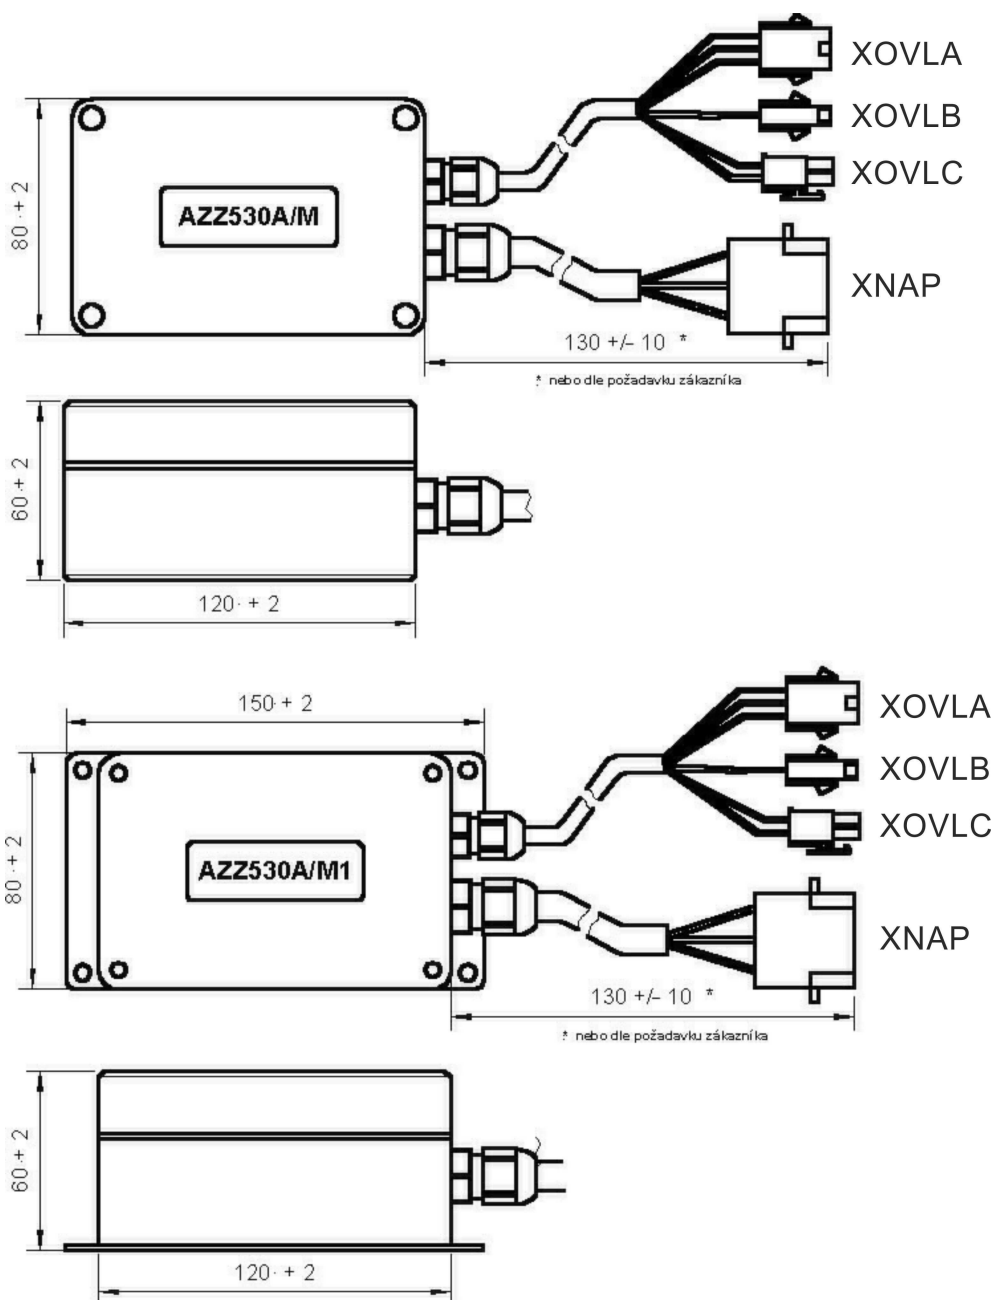 XOVLA
XOVLB
XOVLC
80 · + 2
AZZ530A/M
XNAP
130 +/- 10 *
* nebo dle požadavku zákazníka
60 · + 2
120 · + 2
150 · + 2
XOVLA
XOVLB
XOVLC
80 · + 2
AZZ530A/M1
XNAP
130 +/- 10 *
* nebo dle požadavku zákazníka
60 · + 2
120 · + 2